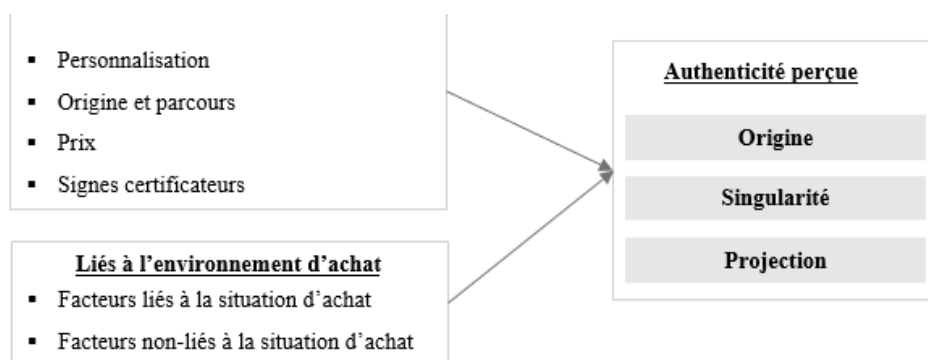 Personnalisation
Origine et parcours
Prix
Signes certificateurs
Liés à l’environnement d’achat
Facteurs liés à la situation d’achat
Facteurs non-liés à la situation d’achat
Authenticité perçue
Origine
Singularité
Projection